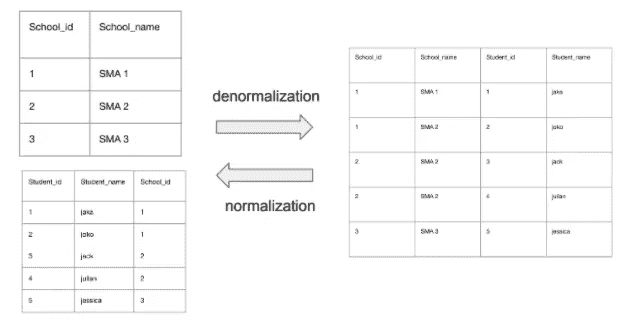 School_id School_name
1 SMA 1
2 SMA 2
3 SMA 3
Student_id Student_name School_id
1 jaka 1
2 joko 1
3 jack 2
4 julian 2
5 jessica 3
denormalization
normalization
School_id School_name Student_id Student_name
1 SMA 1 1 jaka
1 SMA 2 2 joko
2 SMA 2 3 jack
2 SMA 2 4 julian
3 SMA 3 5 jessica